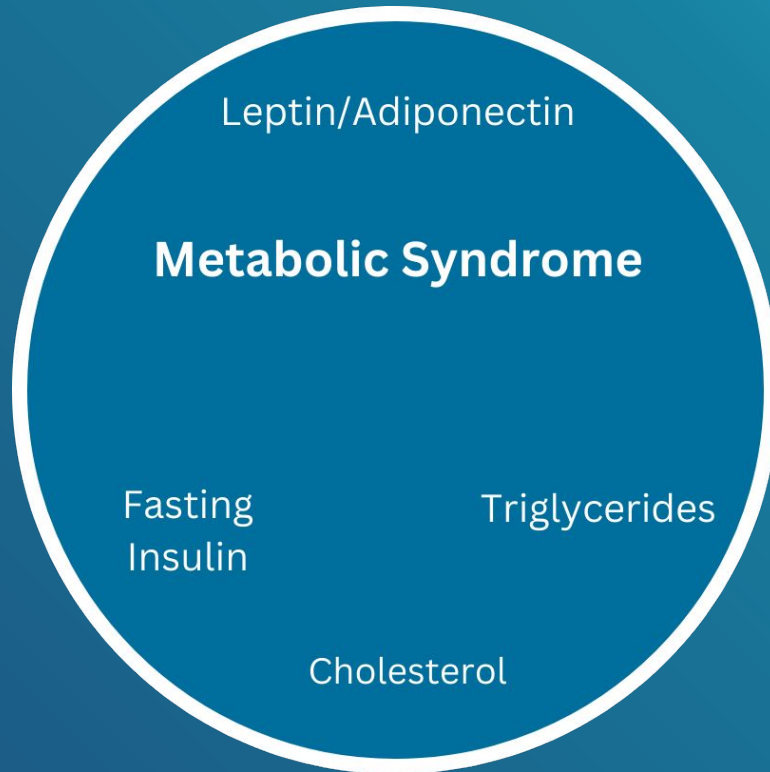 Leptin/Adiponectin
Metabolic Syndrome
Fasting
Insulin
Triglycerides
Cholesterol